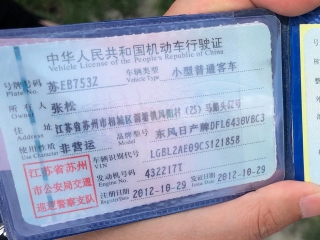 中华人民共和国机动车行驶证
Vehicle License of the People's Republic of China
号牌号码 苏EB753Z 车辆类型 小型普通客车
Plate No. Vehicle Type
所有人 张松
Owner
住址 江苏省苏州市相城区
Address
使用性质 非营运 品牌型号 东风日产牌DFL6430VBC3
Use Character Model
车辆识别代号 LGBL2AE09CS121858
VIN
江苏省苏州市公安局交通巡逻警察支队
发动机号码 432217T
Engine No.
注册日期 2012-10-29 发证日期 2012-10-29
Register Date Issue Date